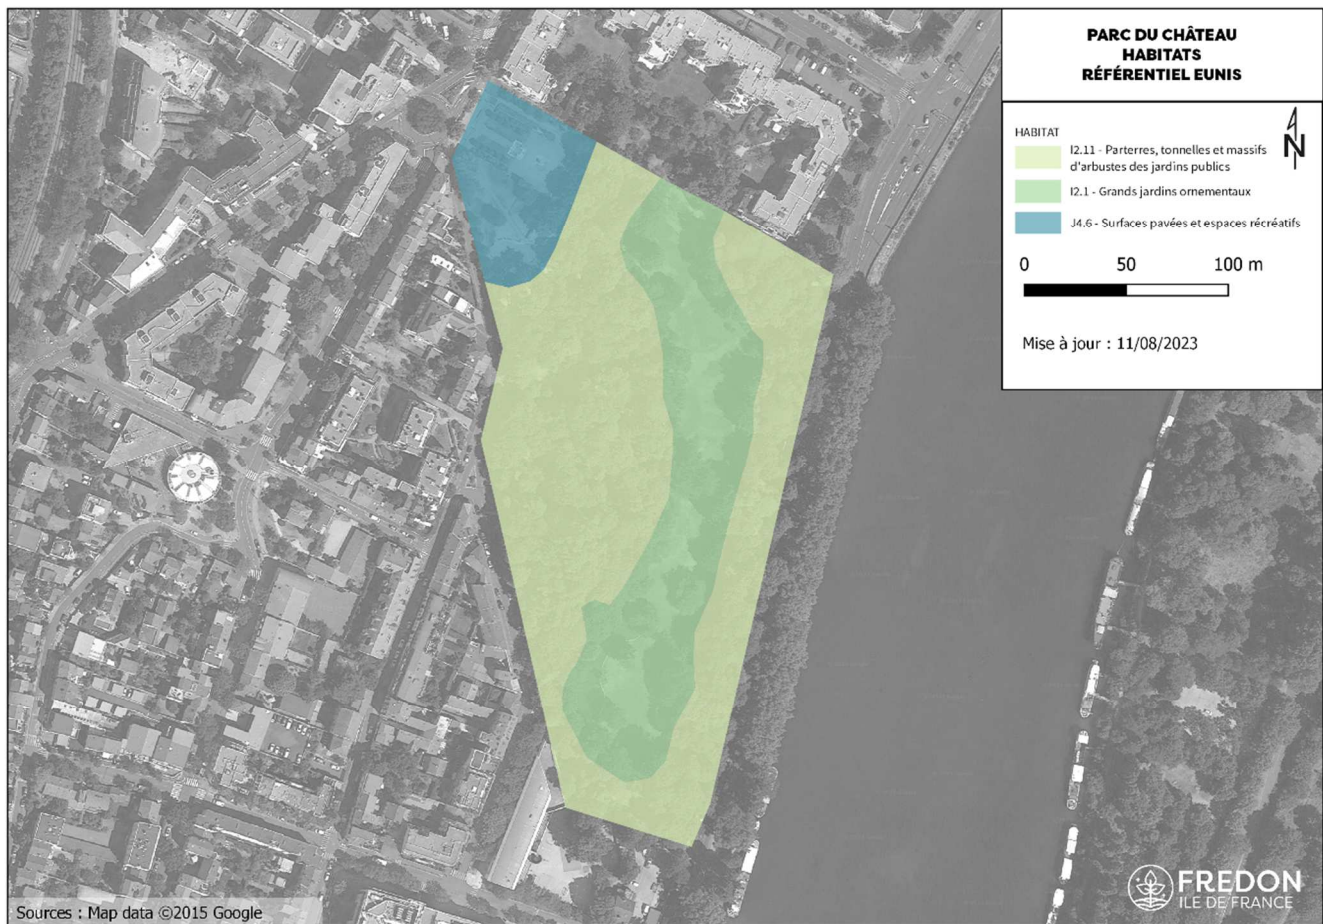 PARC DU CHÂTEAU
HABITATS
RÉFÉRENTIEL EUNIS
HABITAT
I2.11 - Parterres, tonnelles et massifs
d'arbustes des jardins publics
I2.1 - Grands jardins ornementaux
J4.6 - Surfaces pavées et espaces récréatifs
N
0 50 100 m
Mise à jour : 11/08/2023
FREDON
ILE DE FRANCE
Sources : Map data ©2015 Google